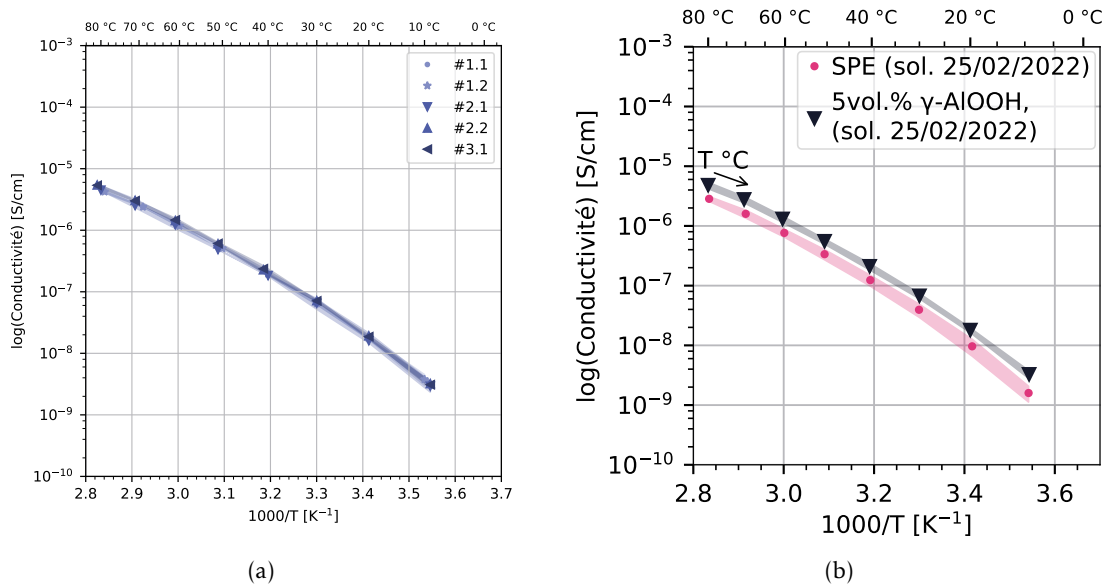 80 °C 70 °C 60 °C 50 °C 40 °C 30 °C 20 °C 10 °C 0 °C
10⁻³
10⁻⁴
10⁻⁵
10⁻⁶
10⁻⁷
10⁻⁸
10⁻⁹
10⁻¹⁰
log(Conductivité) [S/cm]
#1.1
#1.2
#2.1
#2.2
#3.1
2.8 2.9 3.0 3.1 3.2 3.3 3.4 3.5 3.6 3.7
1000/T [K⁻¹]
(a)
80 °C 60 °C 40 °C 20 °C 0 °C
10⁻³
10⁻⁴
10⁻⁵
10⁻⁶
10⁻⁷
10⁻⁸
10⁻⁹
10⁻¹⁰
log(Conductivité) [S/cm]
SPE (sol. 25/02/2022)
5vol.% γ-AlOOH,
(sol. 25/02/2022)
T °C
2.8 3.0 3.2 3.4 3.6
1000/T [K⁻¹]
(b)